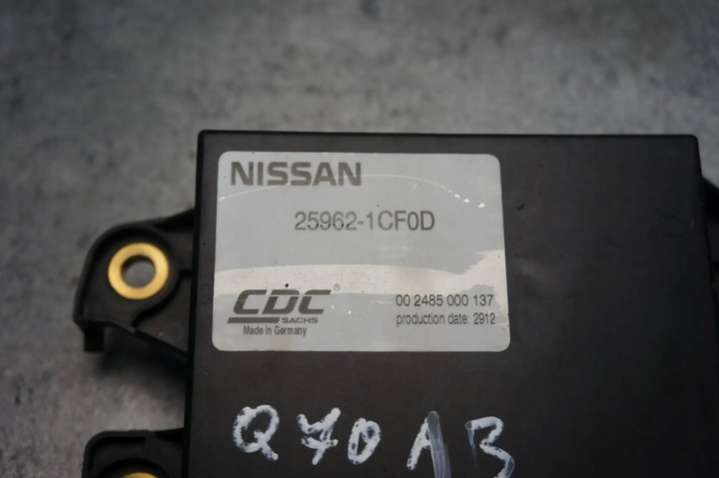 NISSAN
25962-1CF0D
CDC®
SACHS
Made in Germany
00 2485 000 137
production date: 2912
Q70 A3